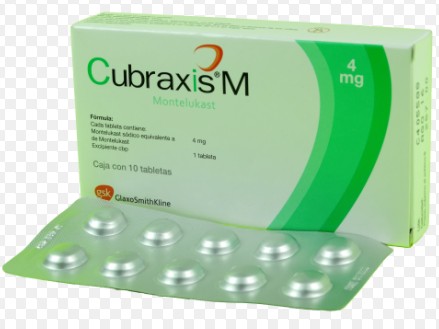 Cubraxis® M
Montelukast
4 mg
Fórmula:
Cada tableta contiene:
Montelukast sódico equivalente a 4 mg
de Montelukast
Excipiente cbp: 1 tableta
Caja con 10 tabletas
gsk GlaxoSmithKline